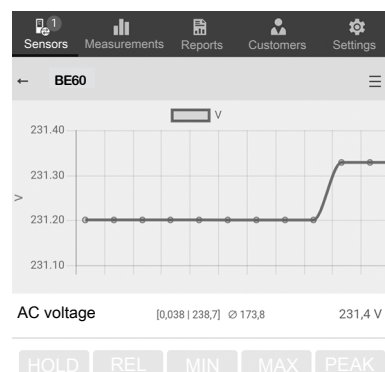 1
Sensors Measurements Reports Customers Settings
← BE60
V
231.40
231.30
231.20
231.10
V
AC voltage [0,038 | 238,7] ∅ 173,8 231,4 V
HOLD REL MIN MAX PEAK